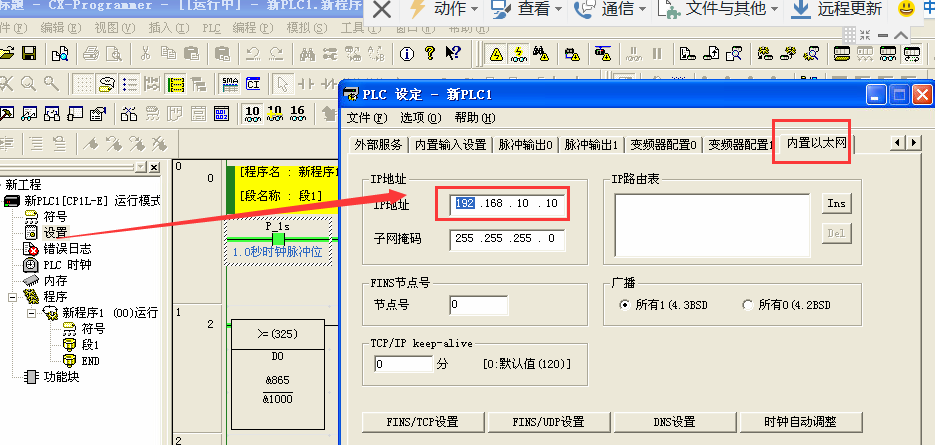 标题 - CX-Programmer - [[运行中] - 新PLC1.新程序
动作
查看
通信
文件与其他
远程更新
中
件(F) 编辑(E) 视图(V) 插入(I) PLC 编程(P) 模拟(S) 工具(T)
SMA
CI
10 10 16
新工程
新PLC1[CP1L-E] 运行模式
符号
设置
错误日志
PLC 时钟
内存
程序
新程序1 (00)运行
符号
段1
END
功能块
0
0
[程序名 : 新程序1
[段名称 : 段1]
P_1s
1.0秒时钟脉冲位
1
2
>=(325)
D0
&865
&1000
2
PLC 设定 - 新PLC1
文件(F) 选项(O) 帮助(H)
外部服务 内置输入设置 脉冲输出0 脉冲输出1 变频器配置0 变频器配置1 内置以太网
IP地址
IP地址
192 .168 . 10 . 10
子网掩码
255 .255 .255 . 0
IP路由表
Ins
Del
FINS节点号
节点号
0
广播
所有1(4.3BSD
所有0(4.2BSD
TCP/IP keep-alive
0
分
[0:默认值(120)]
FINS/TCP设置
FINS/UDP设置
DNS设置
时钟自动调整